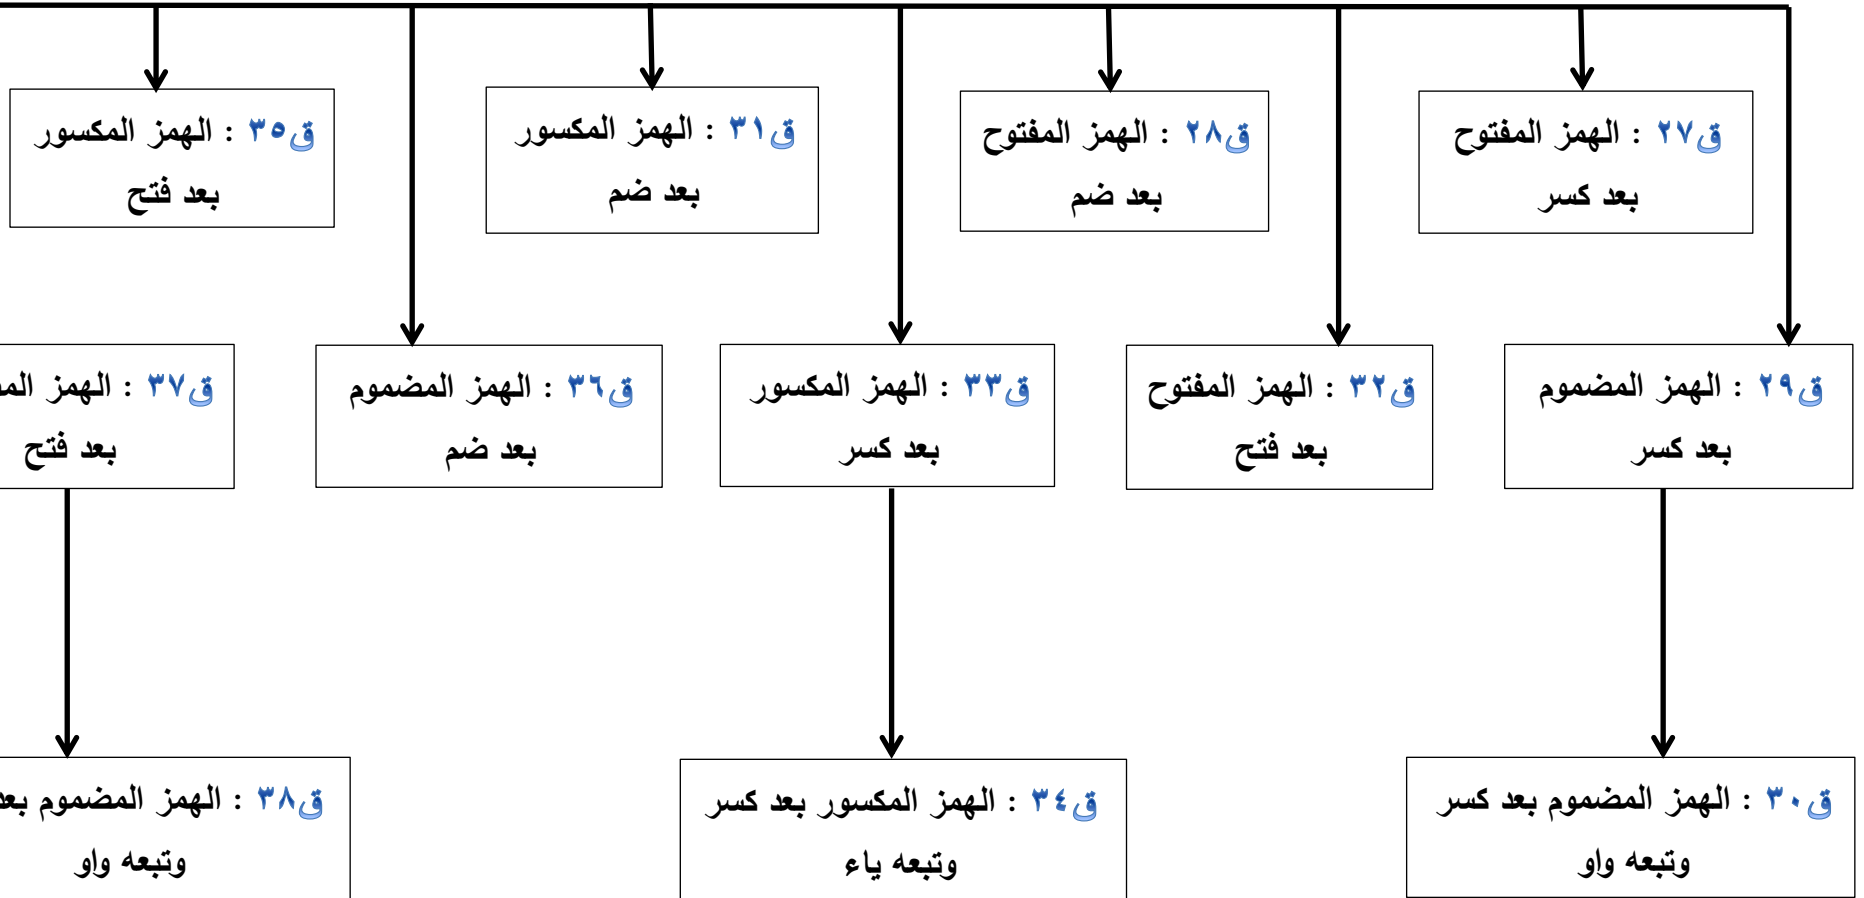 ق٢٧ : الهمز المفتوح
بعد كسر
ق٢٨ : الهمز المفتوح
بعد ضم
ق٣١ : الهمز المكسور
بعد ضم
ق٣٥ : الهمز المكسور
بعد فتح
ق٢٩ : الهمز المضموم
بعد كسر
ق٣٢ : الهمز المفتوح
بعد فتح
ق٣٣ : الهمز المكسور
بعد كسر
ق٣٦ : الهمز المضموم
بعد ضم
ق٣٧ : الهمز
بعد فتح
ق٣٠ : الهمز المضموم بعد كسر
وتبعه واو
ق٣٤ : الهمز المكسور بعد كسر
وتبعه ياء
ق٣٨ : الهمز المضموم بعد
وتبعه واو